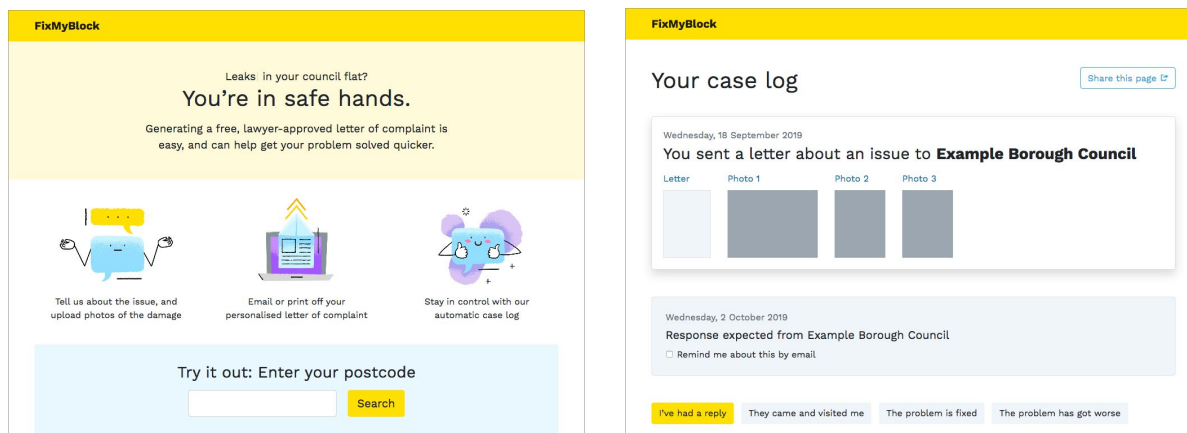 FixMyBlock
Leaks in your council flat?
You're in safe hands.
Generating a free, lawyer-approved letter of complaint is
easy, and can help get your problem solved quicker.
Tell us about the issue, and
upload photos of the damage
Email or print off your
personalised letter of complaint
Stay in control with our
automatic case log
Try it out: Enter your postcode
Search
FixMyBlock
Your case log
Share this page
Wednesday, 18 September 2019
You sent a letter about an issue to Example Borough Council
Letter Photo 1 Photo 2 Photo 3
Wednesday, 2 October 2019
Response expected from Example Borough Council
Remind me about this by email
I've had a reply They came and visited me The problem is fixed The problem has got worse